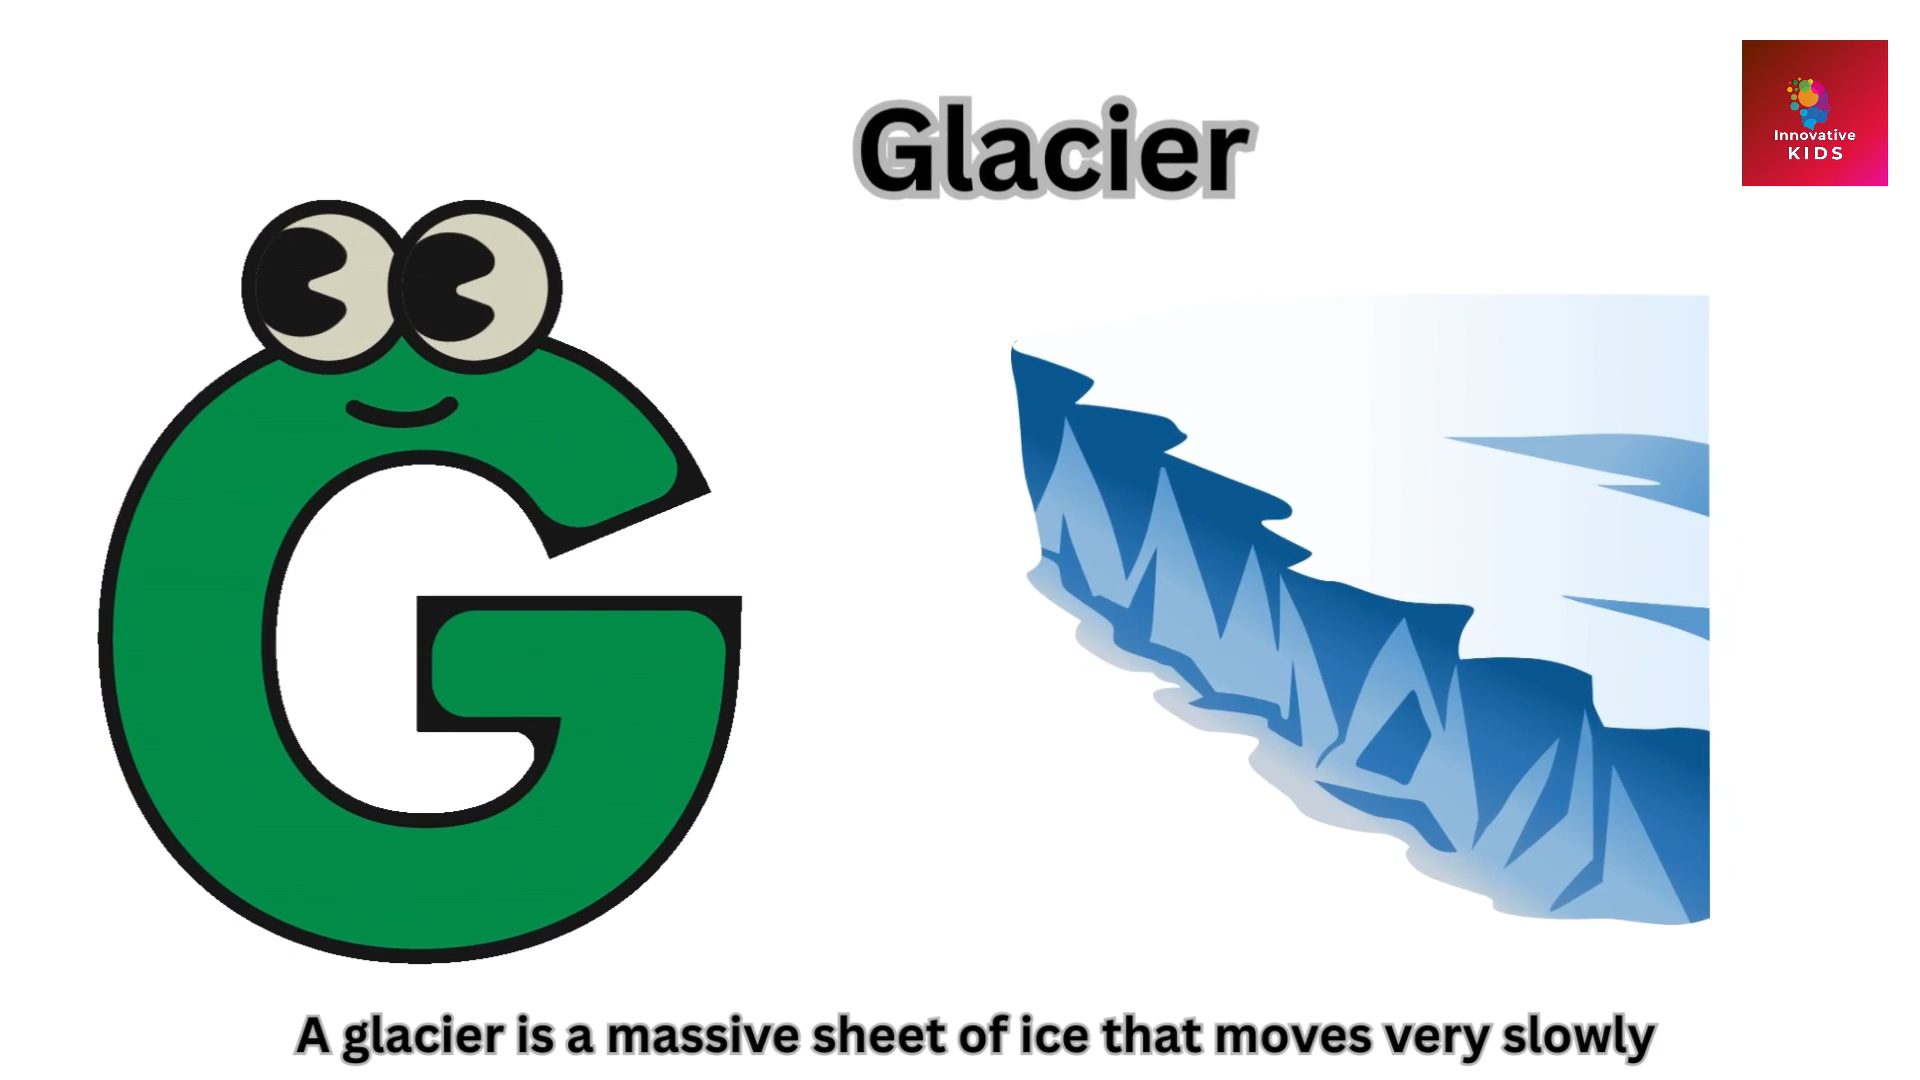 Glacier
Innovative
KIDS
G
A glacier is a massive sheet of ice that moves very slowly